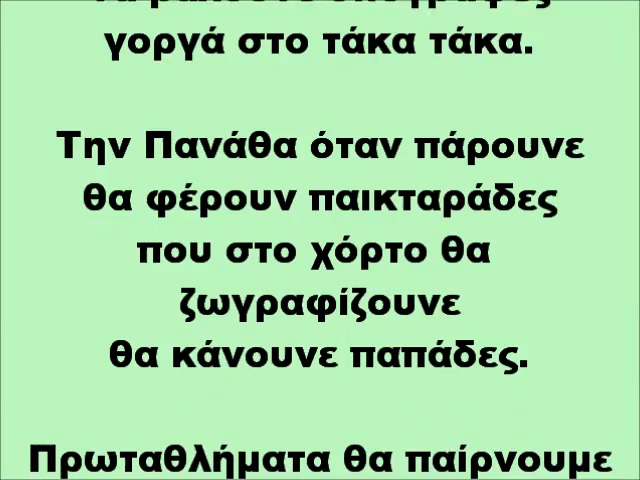 γοργά στο τάκα τάκα.
Την Πανάθα όταν πάρουνε
θα φέρουν παικταράδες
που στο χόρτο θα
ζωγραφίζουνε
θα κάνουνε παπάδες.
Πρωταθλήματα θα παίρνουμε